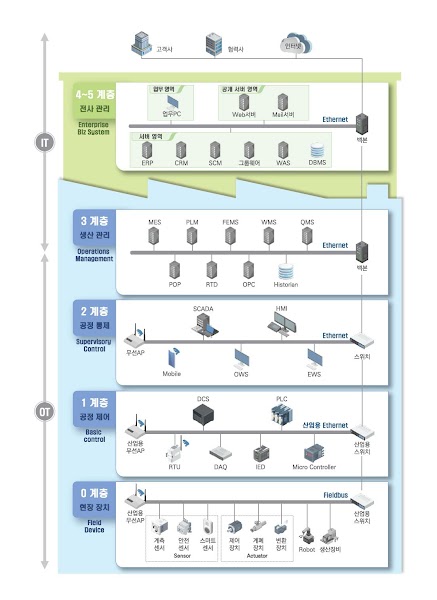 고객사
협력사
인터넷
IT
OT
4~5 계층
전사 관리
Enterprise
Biz System
업무 영역
업무PC
공개 서버 영역
Web서버
Mail서버
Ethernet
백본
서버 영역
ERP
CRM
SCM
그룹웨어
WAS
DBMS
3 계층
생산 관리
Operations
Management
MES
PLM
FEMS
WMS
QMS
Ethernet
백본
POP
RTD
OPC
Historian
2 계층
공정 통제
Supervisory
Control
무선AP
SCADA
HMI
Ethernet
스위치
Mobile
OWS
EWS
1 계층
공정 제어
Basic
control
산업용
무선AP
DCS
PLC
산업용 Ethernet
산업용
스위치
RTU
DAQ
IED
Micro Controller
0 계층
현장 장치
Field
Device
산업용
무선AP
Fieldbus
산업용
스위치
계측
센서
안전
센서
스마트
센서
Sensor
제어
장치
개폐
장치
변환
장치
Actuator
Robot
생산장비